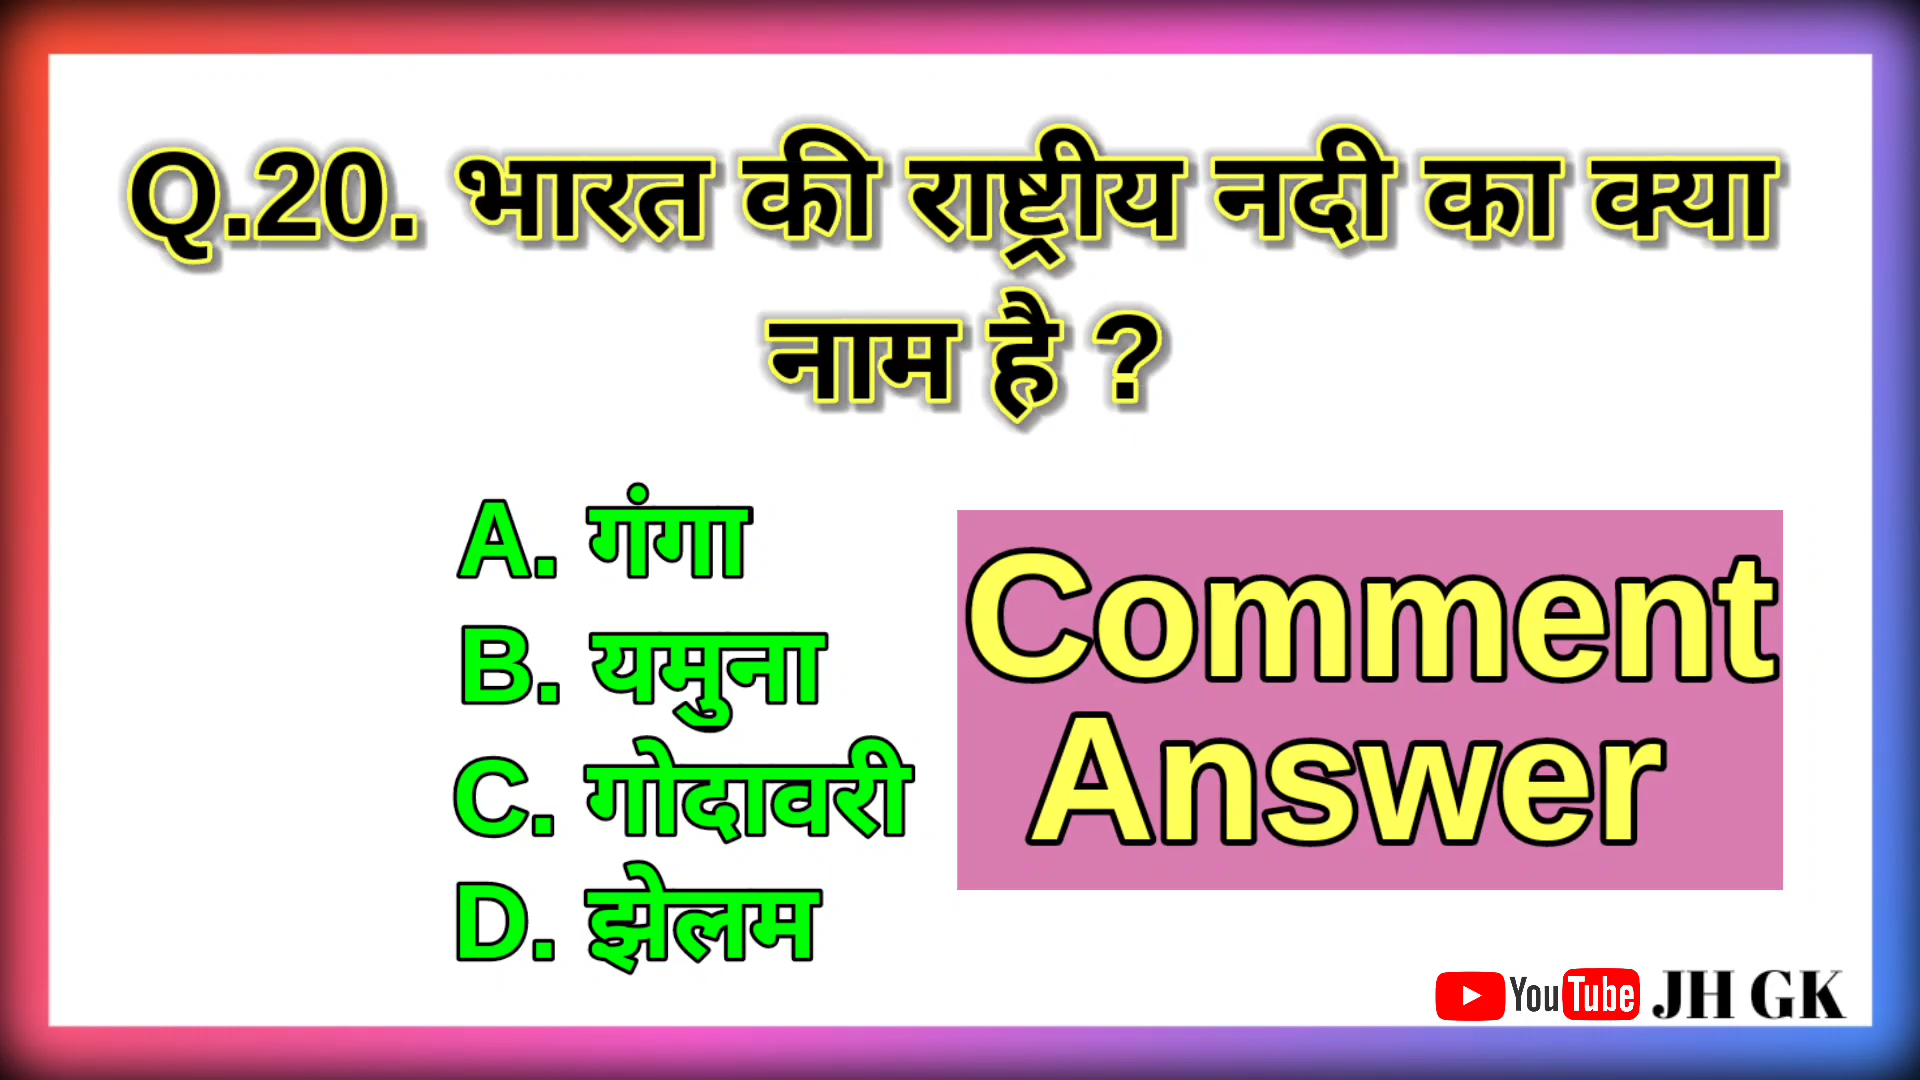 Q.20. भारत की राष्ट्रीय नदी का क्या
नाम है ?
A. गंगा
B. यमुना
C. गोदावरी
D. झेलम
Comment
Answer
YouTube JH GK